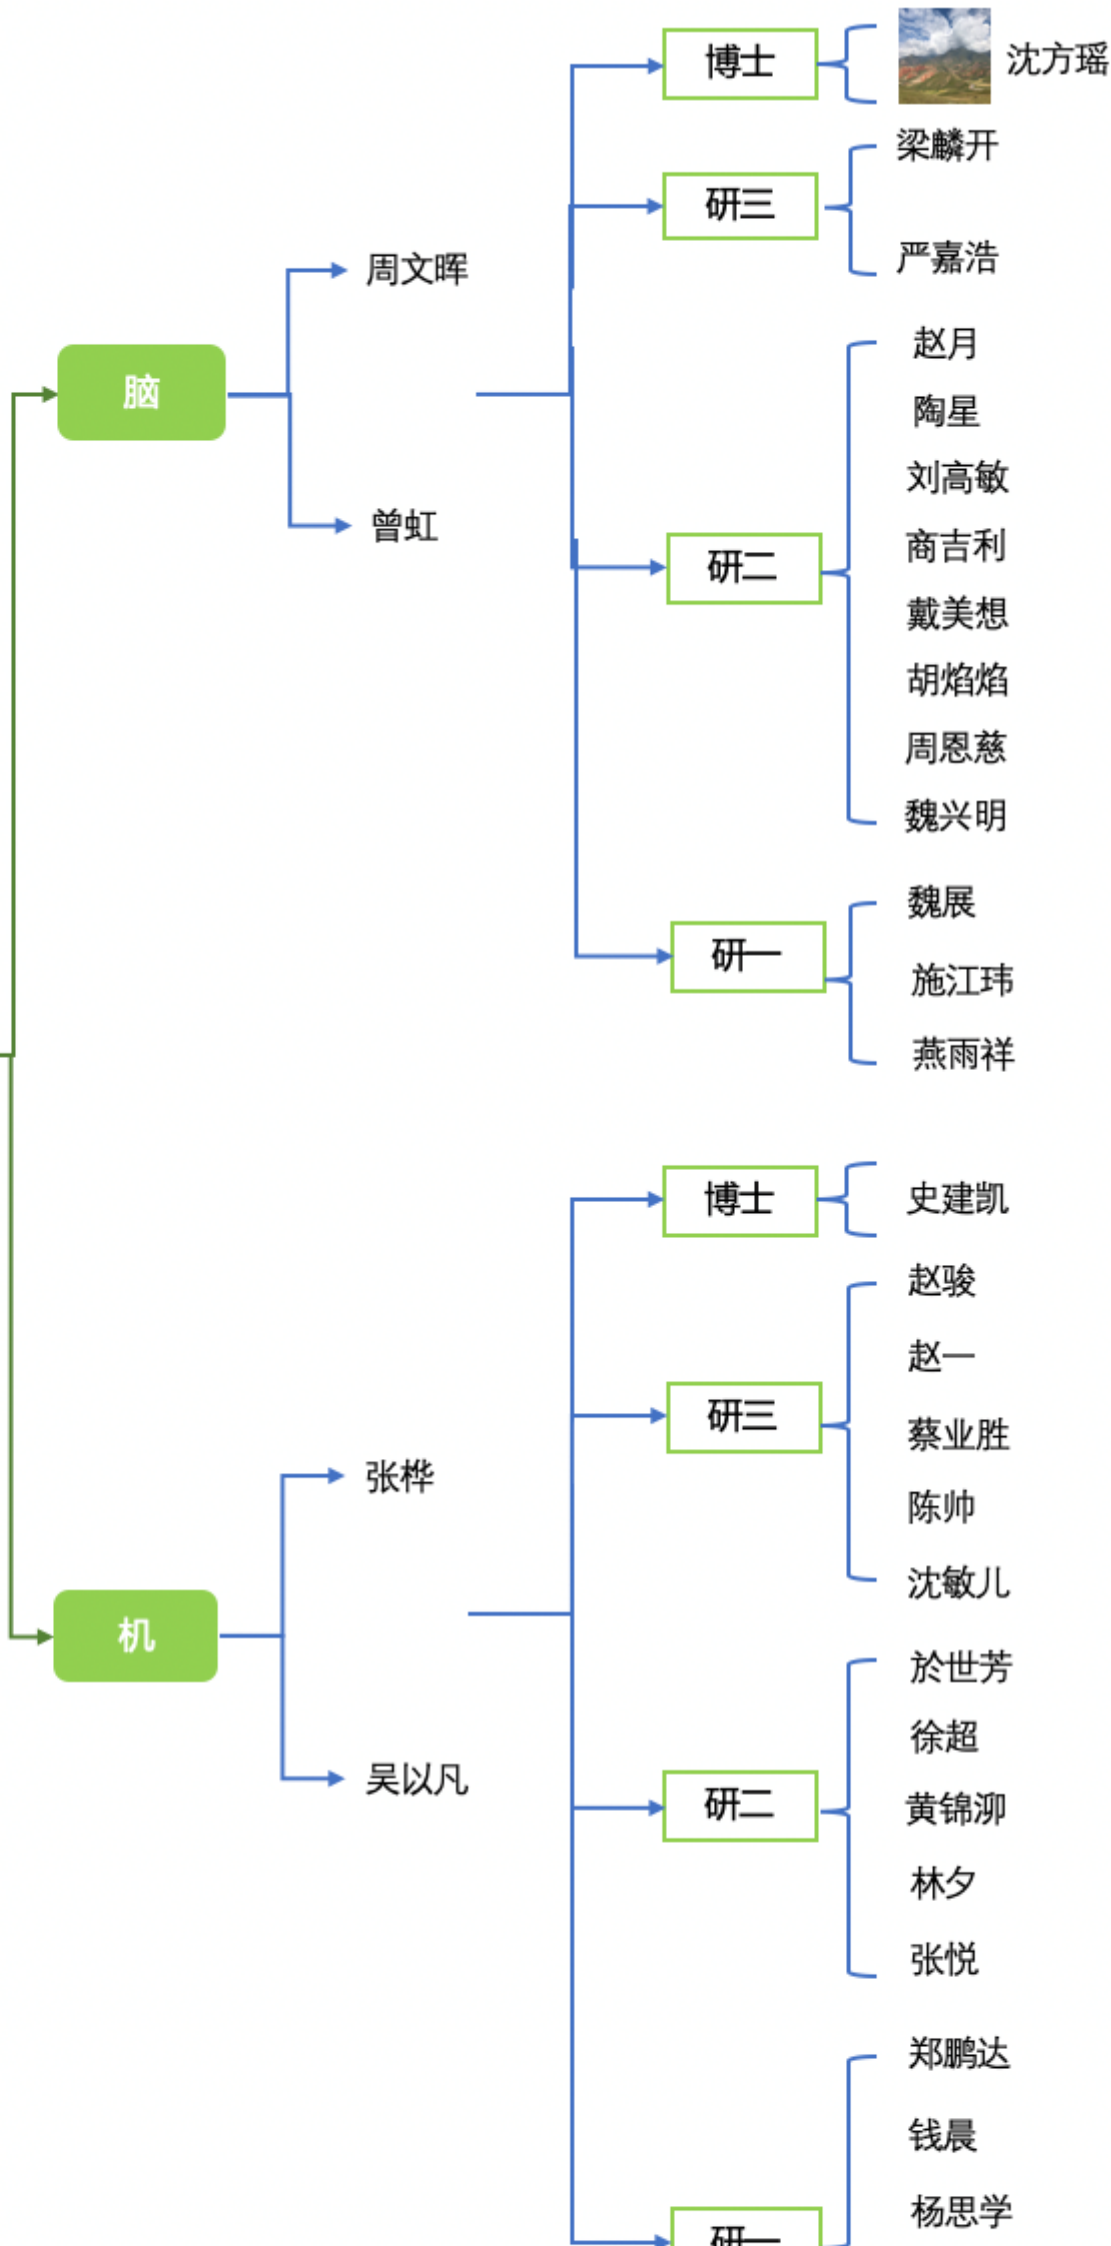 脑
周文晖
曾虹
博士
沈方瑶
研三
梁麟开
严嘉浩
研二
赵月
陶星
刘高敏
商吉利
戴美想
胡焰焰
周恩慈
魏兴明
研一
魏展
施江玮
燕雨祥
机
张桦
吴以凡
博士
史建凯
研三
赵骏
赵一
蔡业胜
陈帅
沈敏儿
研二
於世芳
徐超
黄锦泖
林夕
张悦
研一
郑鹏达
钱晨
杨思学